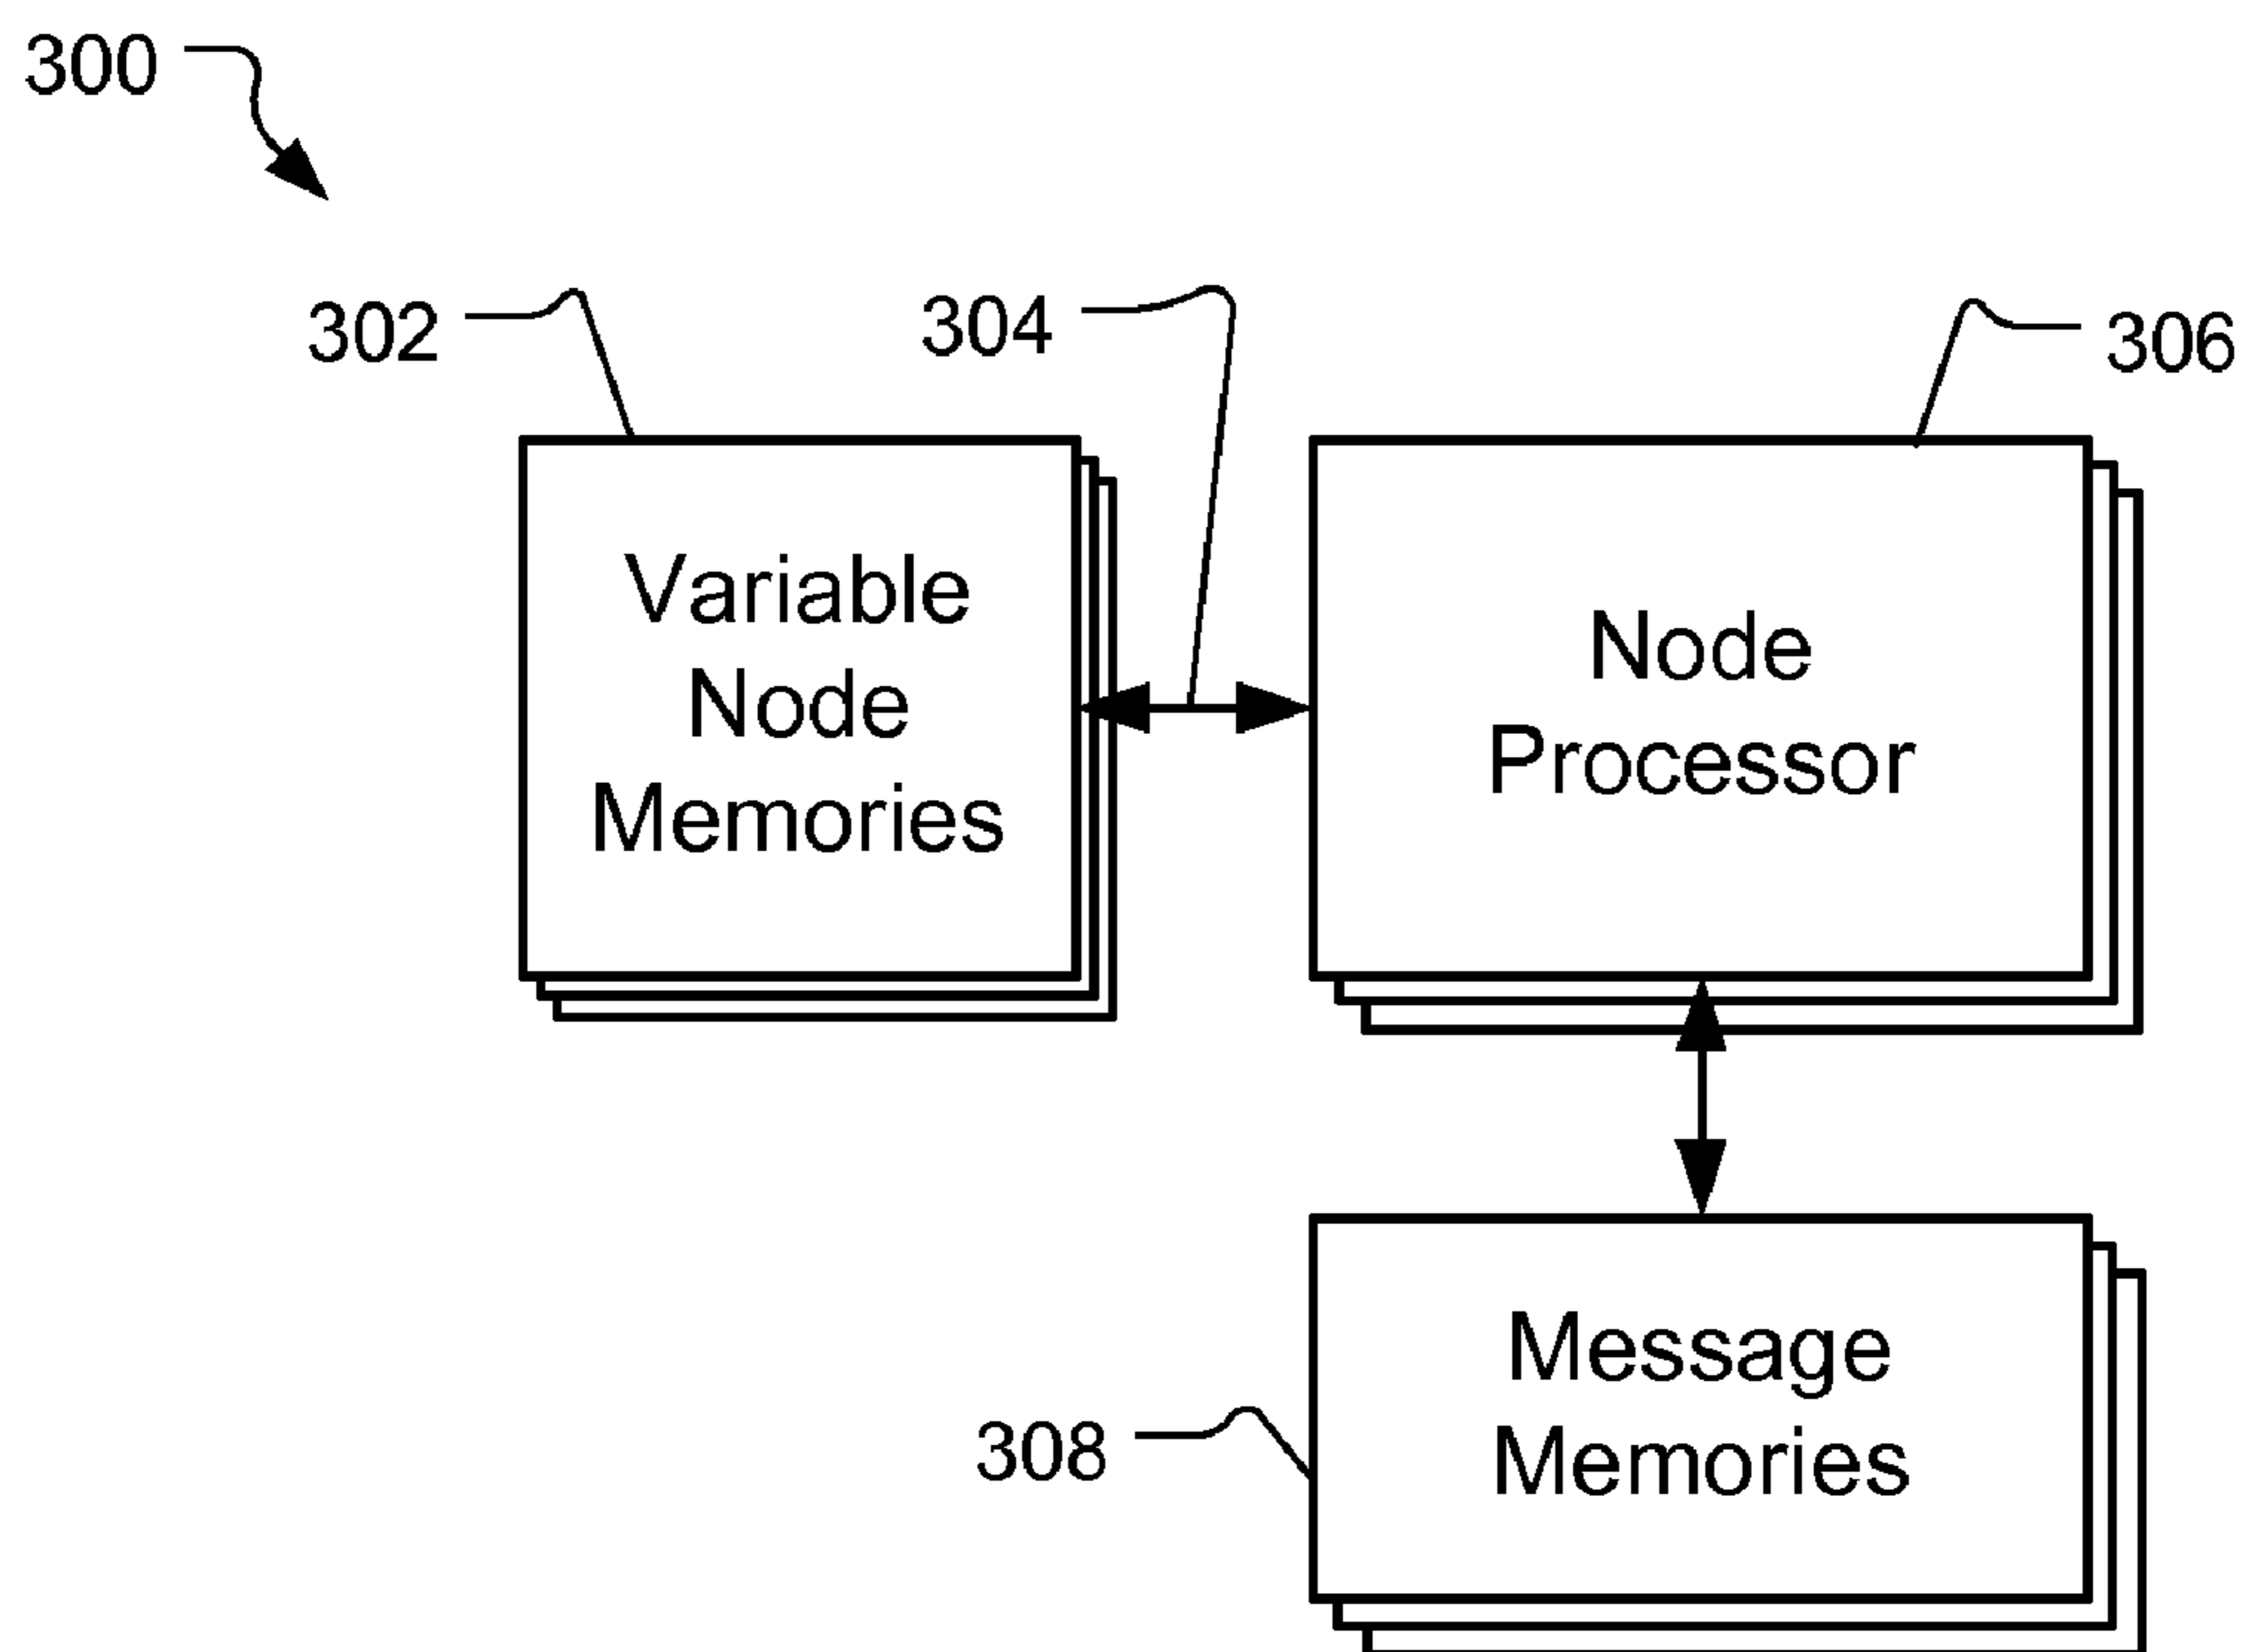 300
302
304
306
Variable
Node
Memories
Node
Processor
308
Message
Memories